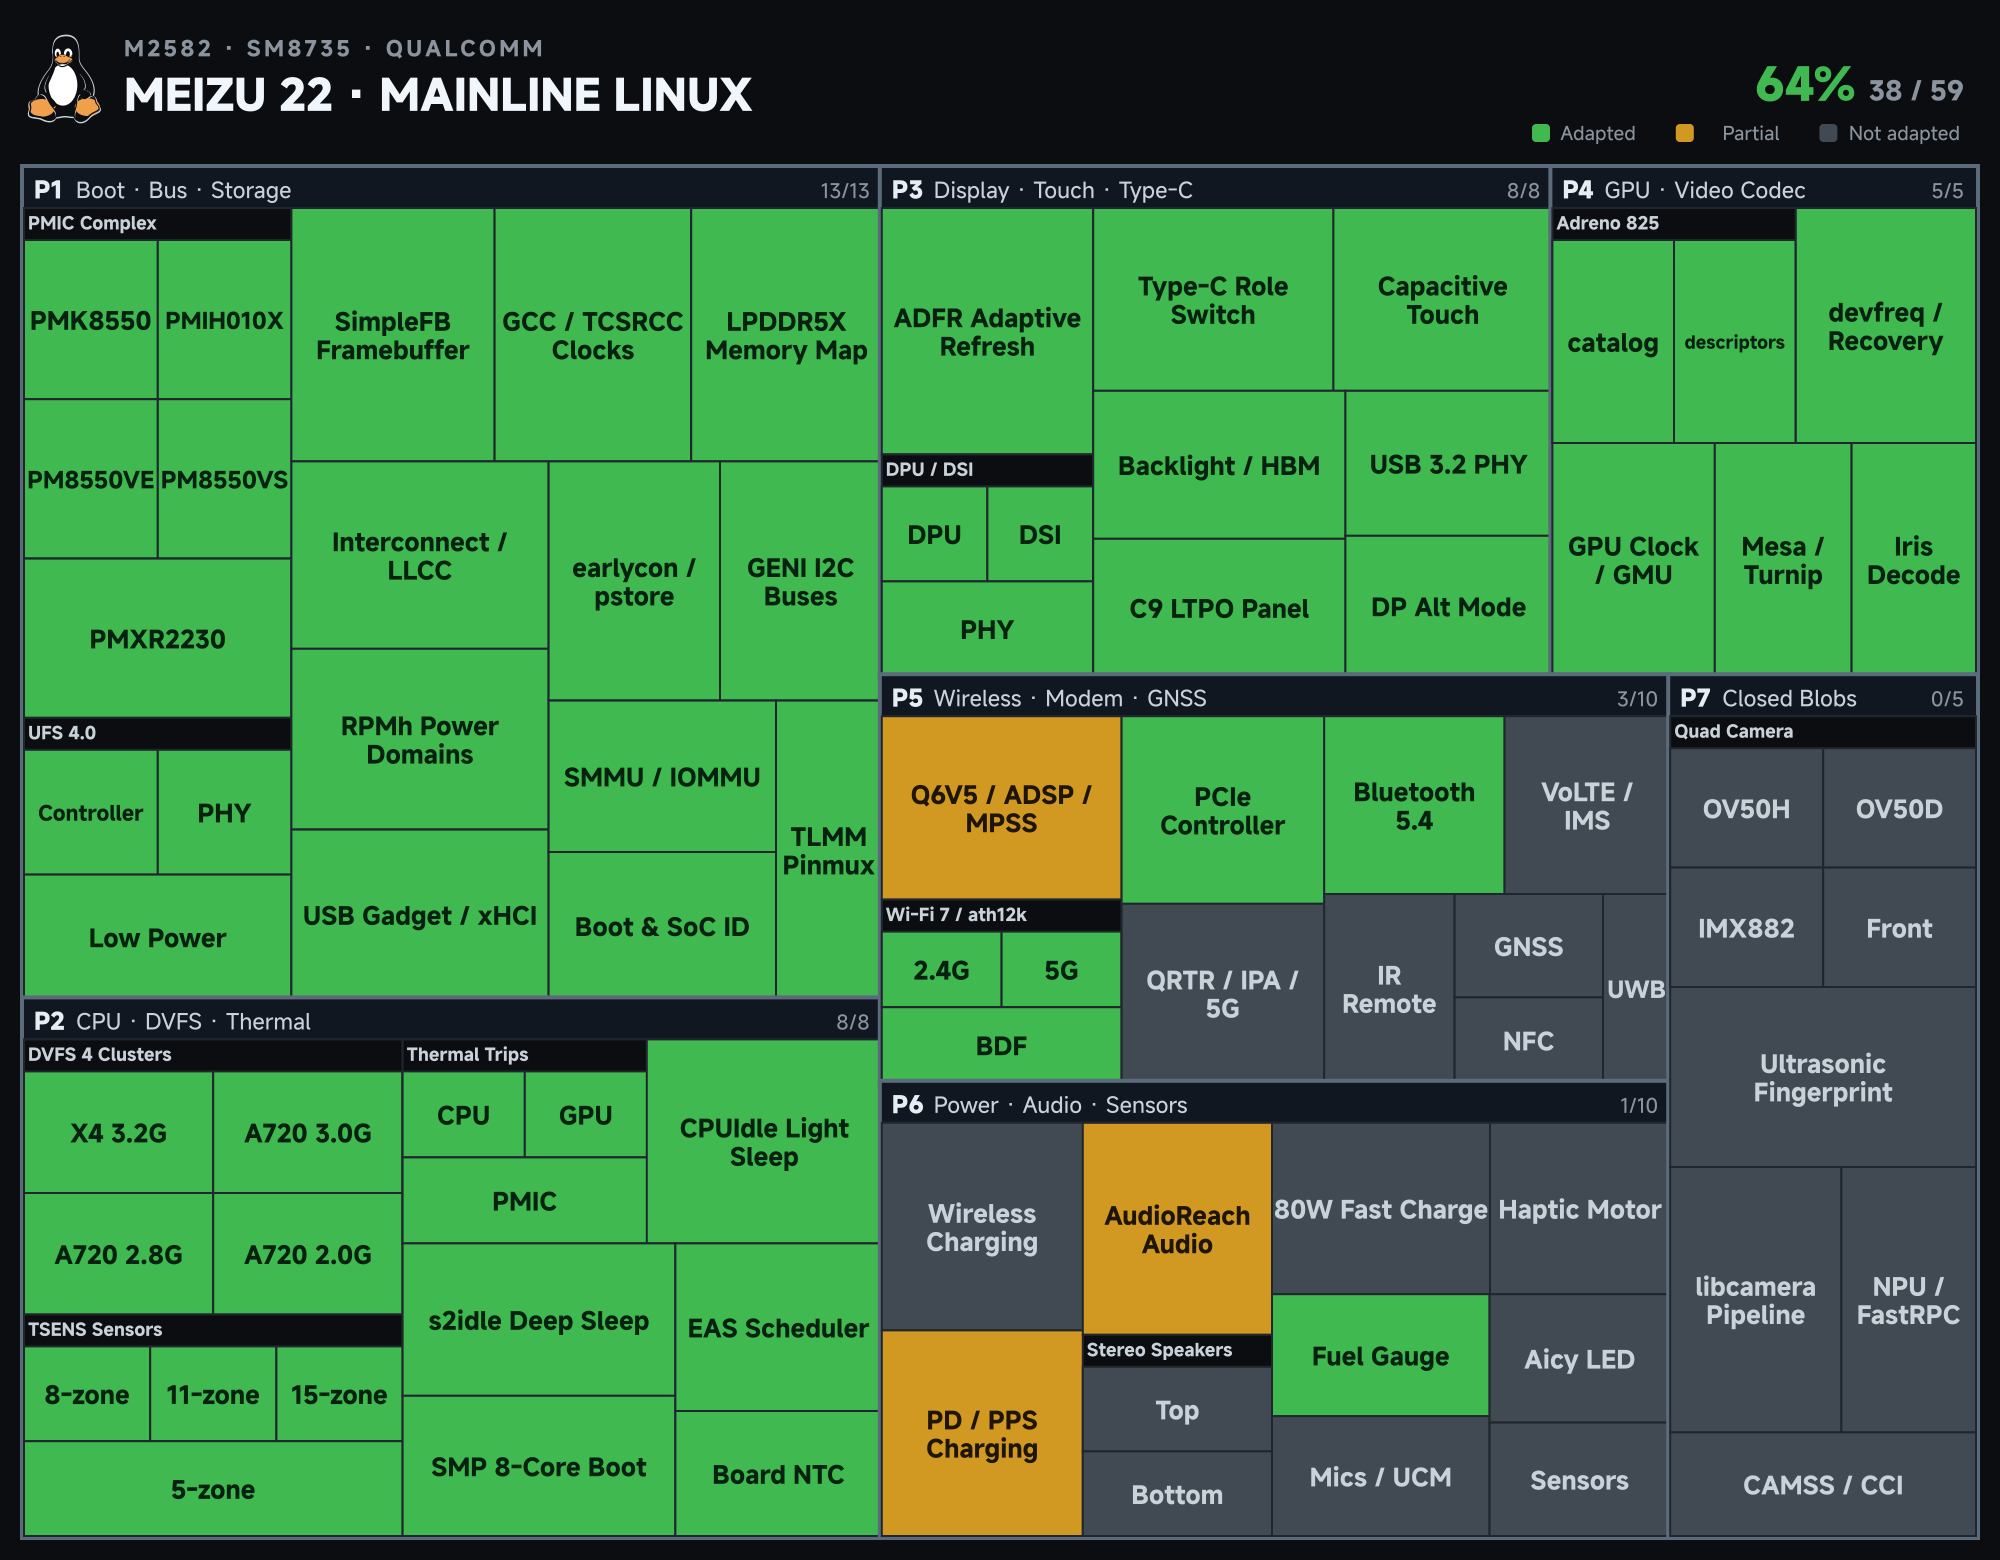 M2582 · SM8735 · QUALCOMM
MEIZU 22 · MAINLINE LINUX
64% 38 / 59
Adapted
Partial
Not adapted
P1 Boot · Bus · Storage 13/13
PMIC Complex
PMK8550
PMIH010X
PM8550VE
PM8550VS
PMXR2230
UFS 4.0
Controller
PHY
Low Power
SimpleFB
Framebuffer
GCC / TCSRCC
Clocks
LPDDR5X
Memory Map
Interconnect /
LLCC
earlycon /
pstore
GENI I2C
Buses
RPMh Power
Domains
SMMU / IOMMU
TLMM
Pinmux
USB Gadget / xHCI
Boot & SoC ID
P2 CPU · DVFS · Thermal 8/8
DVFS 4 Clusters
X4 3.2G
A720 3.0G
A720 2.8G
A720 2.0G
TSENS Sensors
8-zone
11-zone
15-zone
5-zone
Thermal Trips
CPU
GPU
PMIC
CPUIdle Light
Sleep
s2idle Deep Sleep
EAS Scheduler
SMP 8-Core Boot
Board NTC
P3 Display · Touch · Type-C 8/8
ADFR Adaptive
Refresh
Type-C Role
Switch
Capacitive
Touch
DPU / DSI
DPU
DSI
PHY
Backlight / HBM
USB 3.2 PHY
C9 LTPO Panel
DP Alt Mode
P4 GPU · Video Codec 5/5
Adreno 825
catalog
descriptors
devfreq /
Recovery
GPU Clock
/ GMU
Mesa /
Turnip
Iris
Decode
P5 Wireless · Modem · GNSS 3/10
Q6V5 / ADSP /
MPSS
PCIe
Controller
Bluetooth
5.4
VoLTE /
IMS
Wi-Fi 7 / ath12k
2.4G
5G
BDF
QRTR / IPA /
5G
IR
Remote
GNSS
NFC
UWB
P6 Power · Audio · Sensors 1/10
Wireless
Charging
AudioReach
Audio
80W Fast Charge
Haptic Motor
PD / PPS
Charging
Stereo Speakers
Top
Bottom
Fuel Gauge
Aicy LED
Mics / UCM
Sensors
P7 Closed Blobs 0/5
Quad Camera
OV50H
OV50D
IMX882
Front
Ultrasonic
Fingerprint
libcamera
Pipeline
NPU /
FastRPC
CAMSS / CCI